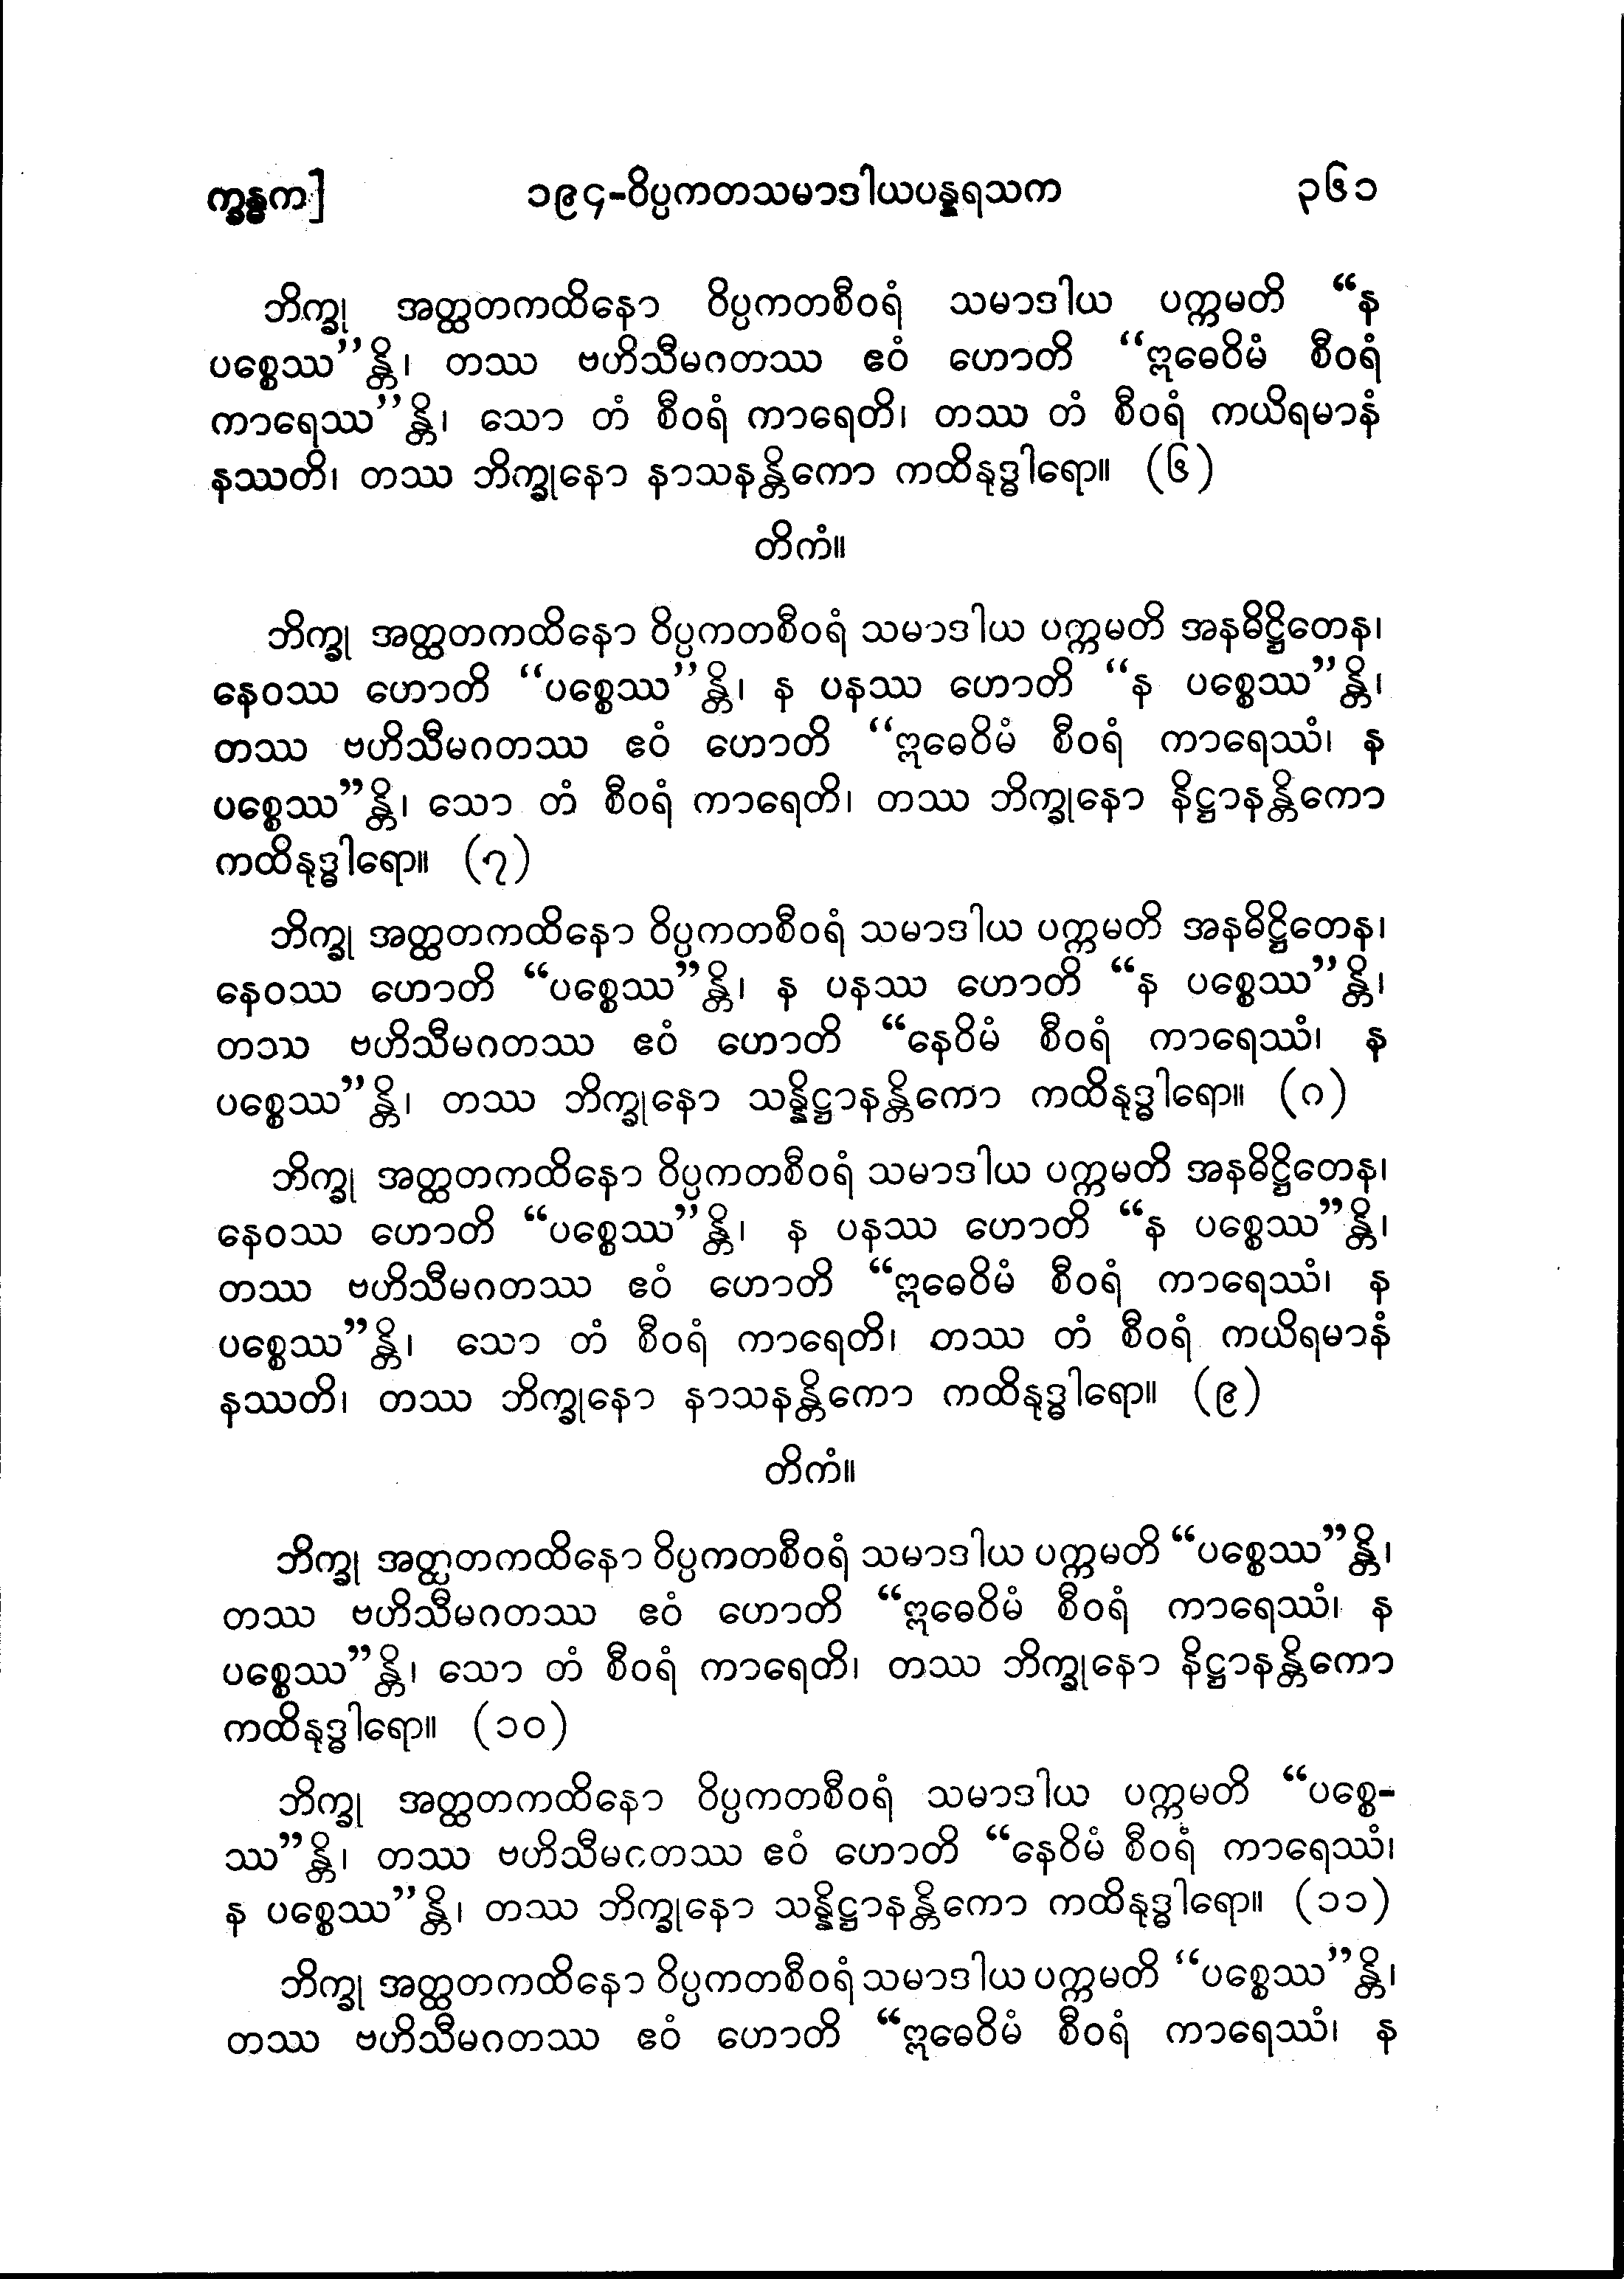 က္ခန္ဓက]
၁၉၄-ဝိပ္ပကတသမာဒါယပန္နရသက
၃၆၁
ဘိက္ခု အတ္ထတကထိနော ဝိပ္ပကတစီဝရံ သမာဒါယ ပက္ကမတိ “န
ပစ္စေဿ”န္တိ၊ တဿ ဗဟိသီမဂတဿ ဧဝံ ဟောတိ “ဣဓေဝိမံ စီဝရံ
ကာရေဿ”န္တိ၊ သော တံ စီဝရံ ကာရေတိ၊ တဿ တံ စီဝရံ ကယိရမာနံ
နဿတိ၊ တဿ ဘိက္ခုနော နာသနန္တိကော ကထိနုဒ္ဓါရော။ (၆)
တိကံ။
ဘိက္ခု အတ္ထတကထိနော ဝိပ္ပကတစီဝရံ သမာဒါယ ပက္ကမတိ အနဓိဋ္ဌိတေန၊
နေဝဿ ဟောတိ “ပစ္စေဿ”န္တိ၊ န ပနဿ ဟောတိ “န ပစ္စေဿ”န္တိ၊
တဿ ဗဟိသီမဂတဿ ဧဝံ ဟောတိ “ဣဓေဝိမံ စီဝရံ ကာရေဿံ၊ န
ပစ္စေဿ”န္တိ၊ သော တံ စီဝရံ ကာရေတိ၊ တဿ ဘိက္ခုနော နိဋ္ဌာနန္တိကော
ကထိနုဒ္ဓါရော။ (၇)
ဘိက္ခု အတ္ထတကထိနော ဝိပ္ပကတစီဝရံ သမာဒါယ ပက္ကမတိ အနဓိဋ္ဌိတေန၊
နေဝဿ ဟောတိ “ပစ္စေဿ”န္တိ၊ န ပနဿ ဟောတိ “န ပစ္စေဿ”န္တိ၊
တဿ ဗဟိသီမဂတဿ ဧဝံ ဟောတိ “နေဝိမံ စီဝရံ ကာရေဿံ၊ န
ပစ္စေဿ”န္တိ၊ တဿ ဘိက္ခုနော သန္နိဋ္ဌာနန္တိကော ကထိနုဒ္ဓါရော။ (၈)
ဘိက္ခု အတ္ထတကထိနော ဝိပ္ပကတစီဝရံ သမာဒါယ ပက္ကမတိ အနဓိဋ္ဌိတေန၊
နေဝဿ ဟောတိ “ပစ္စေဿ”န္တိ၊ န ပနဿ ဟောတိ “န ပစ္စေဿ”န္တိ၊
တဿ ဗဟိသီမဂတဿ ဧဝံ ဟောတိ “ဣဓေဝိမံ စီဝရံ ကာရေဿံ၊ န
ပစ္စေဿ”န္တိ၊ သော တံ စီဝရံ ကာရေတိ၊ တဿ တံ စီဝရံ ကယိရမာနံ
နဿတိ၊ တဿ ဘိက္ခုနော နာသနန္တိကော ကထိနုဒ္ဓါရော။ (၉)
တိကံ။
ဘိက္ခု အတ္ထတကထိနော ဝိပ္ပကတစီဝရံ သမာဒါယ ပက္ကမတိ “ပစ္စေဿ”န္တိ၊
တဿ ဗဟိသီမဂတဿ ဧဝံ ဟောတိ “ဣဓေဝိမံ စီဝရံ ကာရေဿံ၊ န
ပစ္စေဿ”န္တိ၊ သော တံ စီဝရံ ကာရေတိ၊ တဿ ဘိက္ခုနော နိဋ္ဌာနန္တိကော
ကထိနုဒ္ဓါရော။ (၁၀)
ဘိက္ခု အတ္ထတကထိနော ဝိပ္ပကတစီဝရံ သမာဒါယ ပက္ကမတိ “ပစ္စေ-
ဿ”န္တိ၊ တဿ ဗဟိသီမဂတဿ ဧဝံ ဟောတိ “နေဝိမံ စီဝရံ ကာရေဿံ၊
န ပစ္စေဿ”န္တိ၊ တဿ ဘိက္ခုနော သန္နိဋ္ဌာနန္တိကော ကထိနုဒ္ဓါရော။ (၁၁)
ဘိက္ခု အတ္ထတကထိနော ဝိပ္ပကတစီဝရံ သမာဒါယ ပက္ကမတိ “ပစ္စေဿ”န္တိ၊
တဿ ဗဟိသီမဂတဿ ဧဝံ ဟောတိ “ဣဓေဝိမံ စီဝရံ ကာရေဿံ၊ န